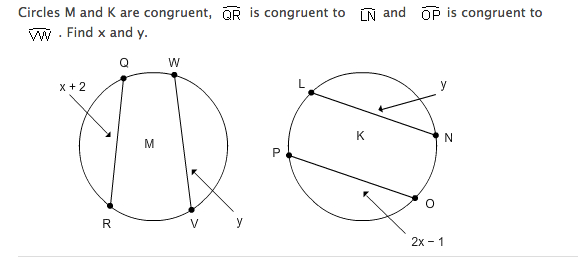 Circles M and K are congruent, QR is congruent to LN and OP is congruent to
VW . Find x and y.
Q W
L
x + 2
y
M
K
N
P
O
R
V
y
2x – 1